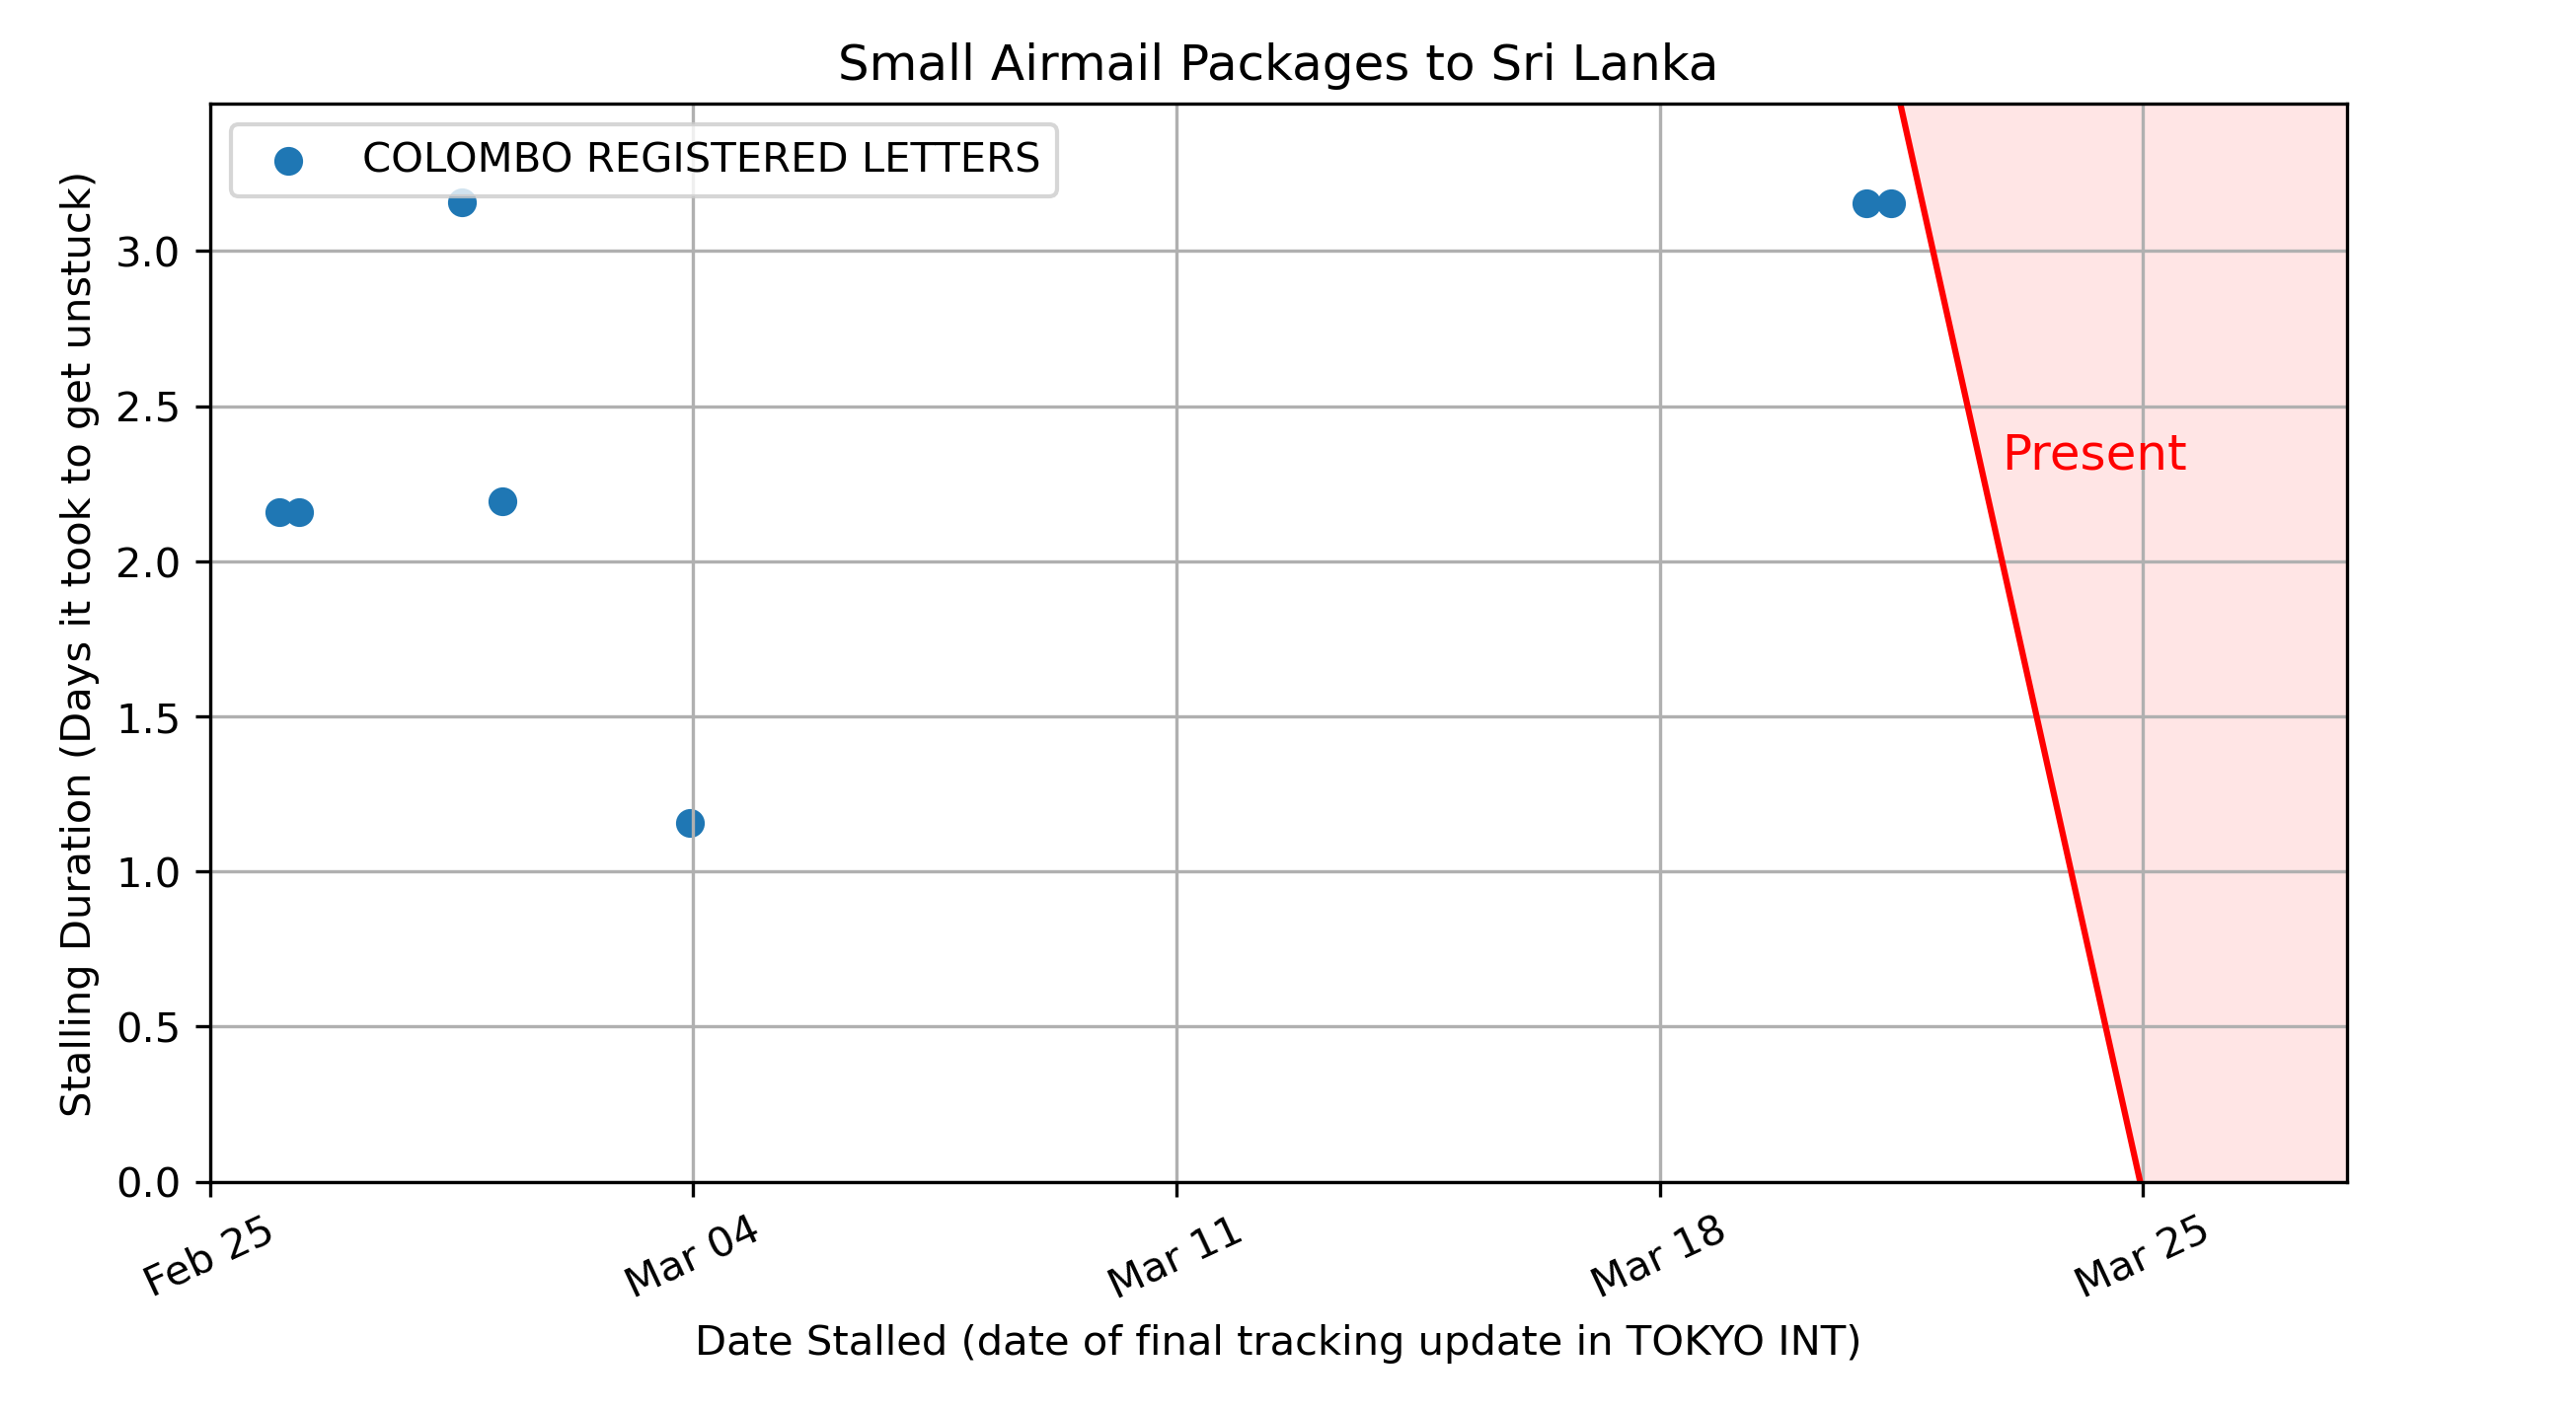 Small Airmail Packages to Sri Lanka
COLOMBO REGISTERED LETTERS
Stalling Duration (Days it took to get unstuck)
3.0
2.5
2.0
1.5
1.0
0.5
0.0
Present
Feb 25
Mar 04
Mar 11
Mar 18
Mar 25
Date Stalled (date of final tracking update in TOKYO INT)